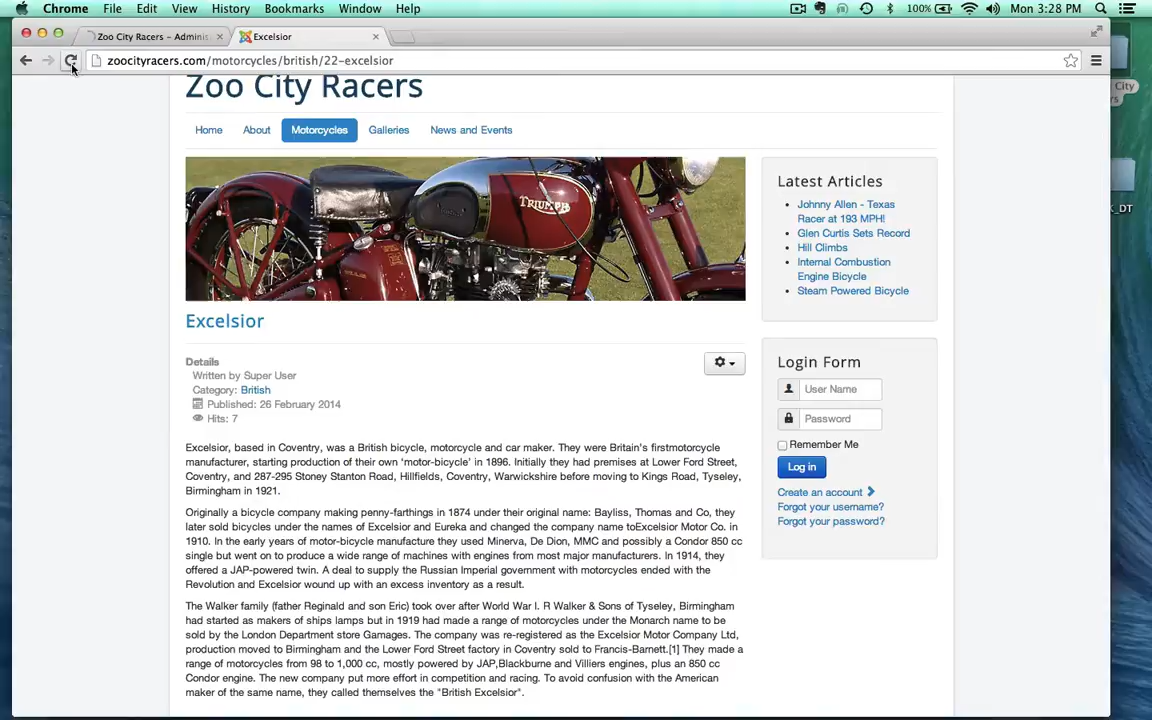 Chrome File Edit View History Bookmarks Window Help 100% Mon 3:28 PM
Zoo City Racers – Adminis
Excelsior
zoocityracers.com/motorcycles/british/22-excelsior
City
Zoo City Racers
Home About Motorcycles Galleries News and Events
TRIUMPH
Latest Articles
Johnny Allen - Texas
Racer at 193 MPH!
Glen Curtis Sets Record
Hill Climbs
Internal Combustion
Engine Bicycle
Steam Powered Bicycle
_DT
Excelsior
Details
Written by Super User
Category: British
Published: 26 February 2014
Hits: 7
Login Form
User Name
Password
Remember Me
Log in
Create an account
Forgot your username?
Forgot your password?
Excelsior, based in Coventry, was a British bicycle, motorcycle and car maker. They were Britain's firstmotorcycle
manufacturer, starting production of their own 'motor-bicycle' in 1896. Initially they had premises at Lower Ford Street,
Coventry, and 287-295 Stoney Stanton Road, Hillfields, Coventry, Warwickshire before moving to Kings Road, Tyseley,
Birmingham in 1921.
Originally a bicycle company making penny-farthings in 1874 under their original name: Bayliss, Thomas and Co, they
later sold bicycles under the names of Excelsior and Eureka and changed the company name toExcelsior Motor Co. in
1910. In the early years of motor-bicycle manufacture they used Minerva, De Dion, MMC and possibly a Condor 850 cc
single but went on to produce a wide range of machines with engines from most major manufacturers. In 1914, they
offered a JAP-powered twin. A deal to supply the Russian Imperial government with motorcycles ended with the
Revolution and Excelsior wound up with an excess inventory as a result.
The Walker family (father Reginald and son Eric) took over after World War I. R Walker & Sons of Tyseley, Birmingham
had started as makers of ships lamps but in 1919 had made a range of motorcycles under the Monarch name to be
sold by the London Department store Gamages. The company was re-registered as the Excelsior Motor Company Ltd,
production moved to Birmingham and the Lower Ford Street factory in Coventry sold to Francis-Barnett.[1] They made a
range of motorcycles from 98 to 1,000 cc, mostly powered by JAP,Blackburne and Villiers engines, plus an 850 cc
Condor engine. The new company put more effort in competition and racing. To avoid confusion with the American
maker of the same name, they called themselves the "British Excelsior".